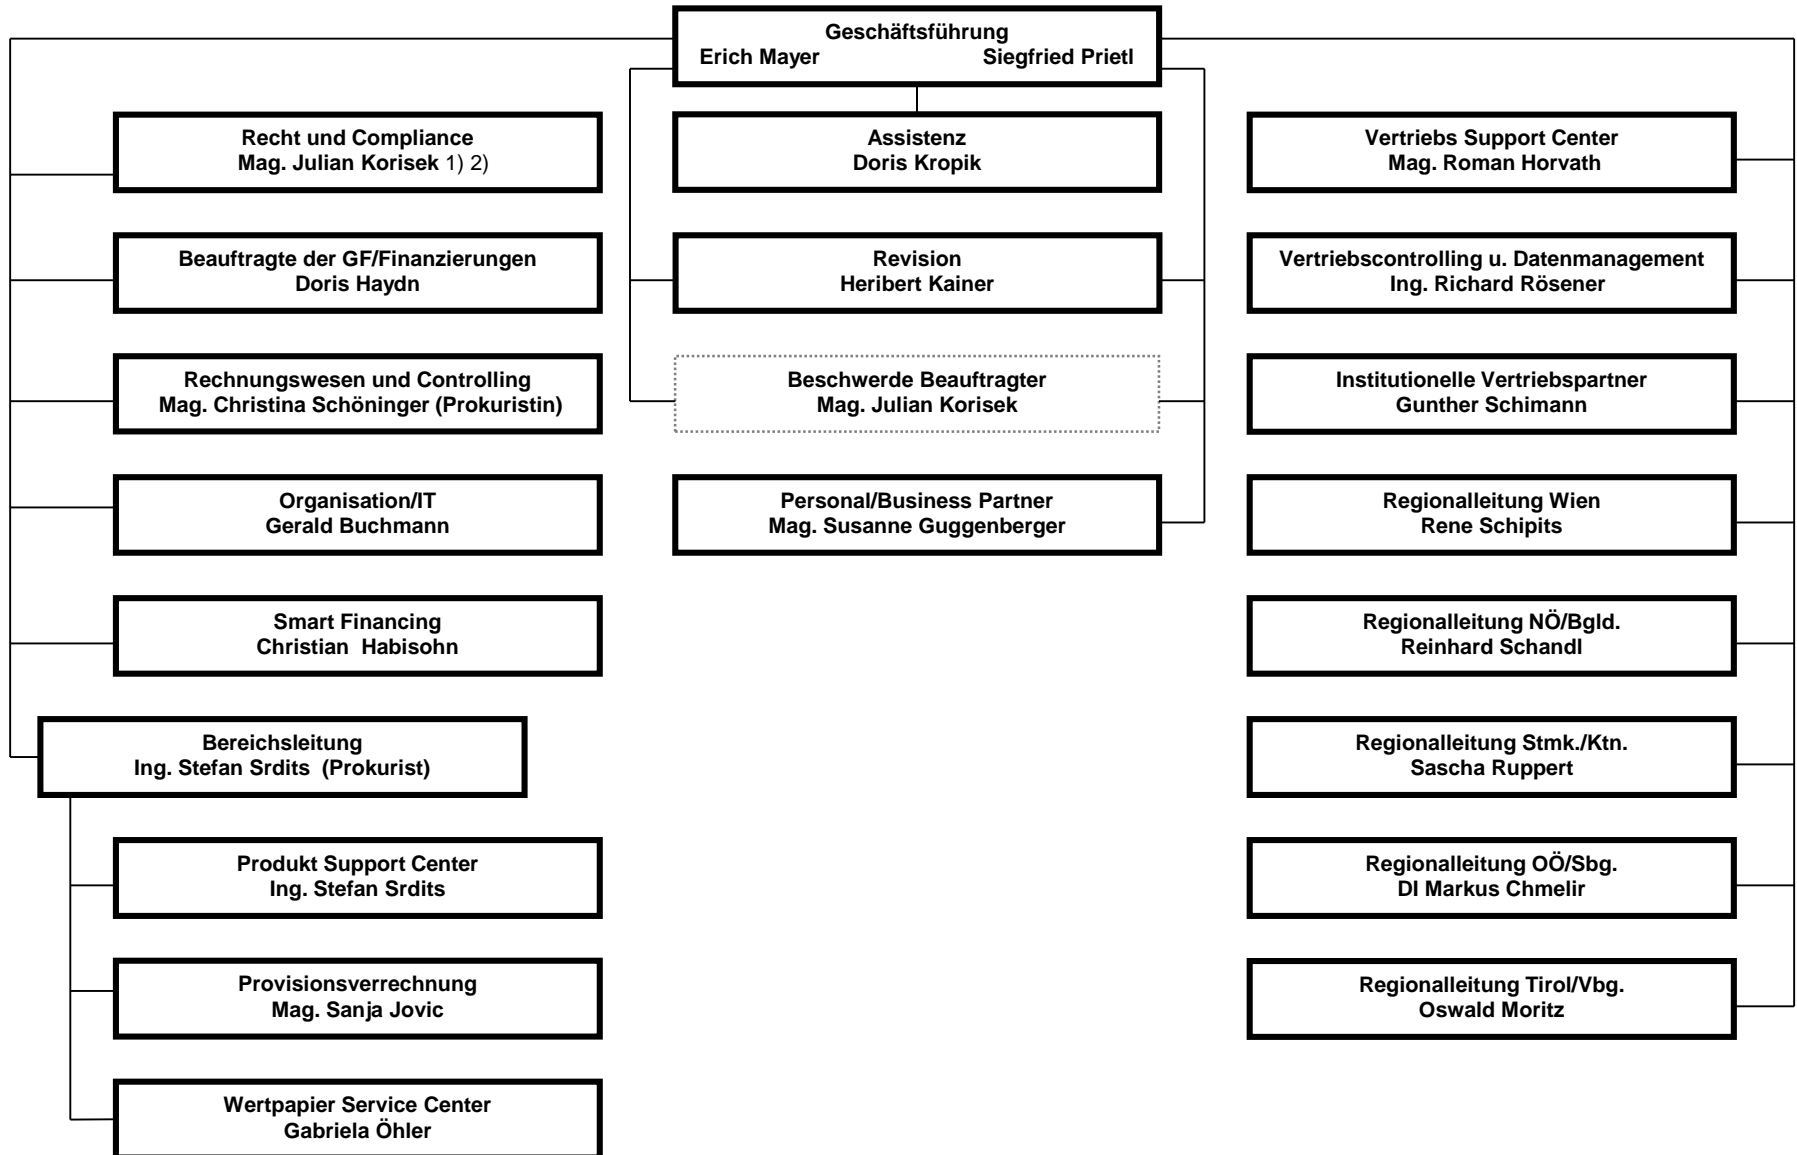 Geschäftsführung
Erich Mayer Siegfried Prietl
Recht und Compliance
Mag. Julian Korisek 1) 2)
Assistenz
Doris Kropik
Vertriebs Support Center
Mag. Roman Horvath
Beauftragte der GF/Finanzierungen
Doris Haydn
Revision
Heribert Kainer
Vertriebscontrolling u. Datenmanagement
Ing. Richard Rösener
Rechnungswesen und Controlling
Mag. Christina Schöninger (Prokuristin)
Beschwerde Beauftragter
Mag. Julian Korisek
Institutionelle Vertriebspartner
Gunther Schimann
Organisation/IT
Gerald Buchmann
Personal/Business Partner
Mag. Susanne Guggenberger
Regionalleitung Wien
Rene Schipits
Smart Financing
Christian Habisohn
Regionalleitung NÖ/Bgld.
Reinhard Schandl
Bereichsleitung
Ing. Stefan Srdits (Prokurist)
Regionalleitung Stmk./Ktn.
Sascha Ruppert
Produkt Support Center
Ing. Stefan Srdits
Regionalleitung OÖ/Sbg.
DI Markus Chmelir
Provisionsverrechnung
Mag. Sanja Jovic
Regionalleitung Tirol/Vbg.
Oswald Moritz
Wertpapier Service Center
Gabriela Öhler